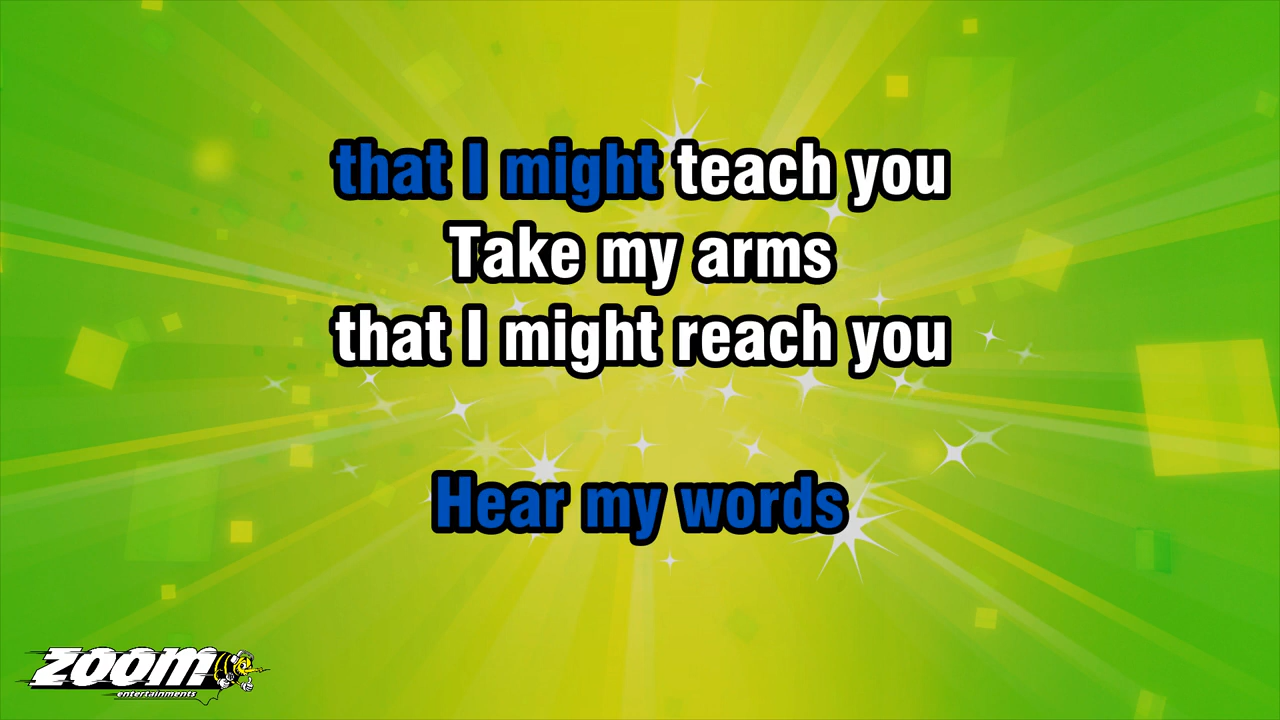 that I might teach you
Take my arms
that I might reach you
Hear my words
zoom
entertainments